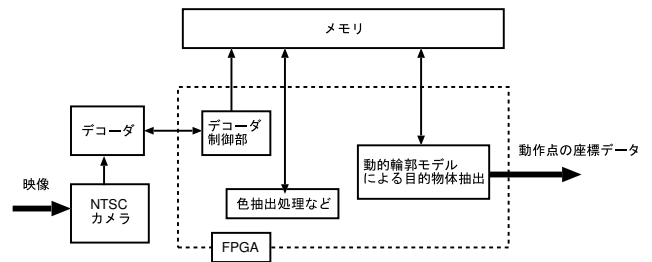 メモリ
デコーダ
デコーダ
制御部
動的輪郭モデル
による目的物体抽出
動作点の座標データ
映像
NTSC
カメラ
色抽出処理など
FPGA